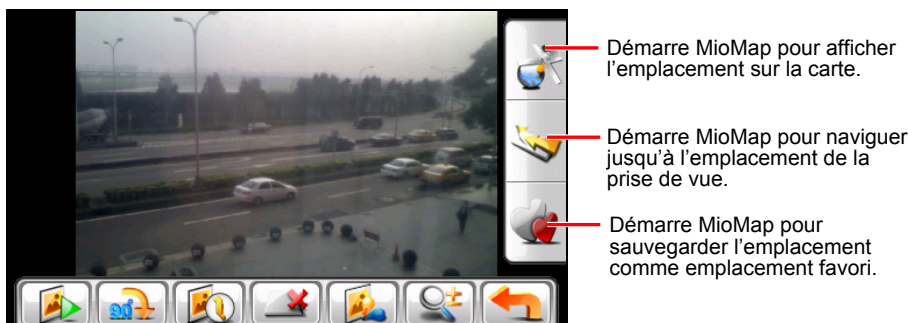 Démarre MioMap pour afficher
l'emplacement sur la carte.
Démarre MioMap pour naviguer
jusqu'à l'emplacement de la
prise de vue.
Démarre MioMap pour
sauvegarder l'emplacement
comme emplacement favori.
90°